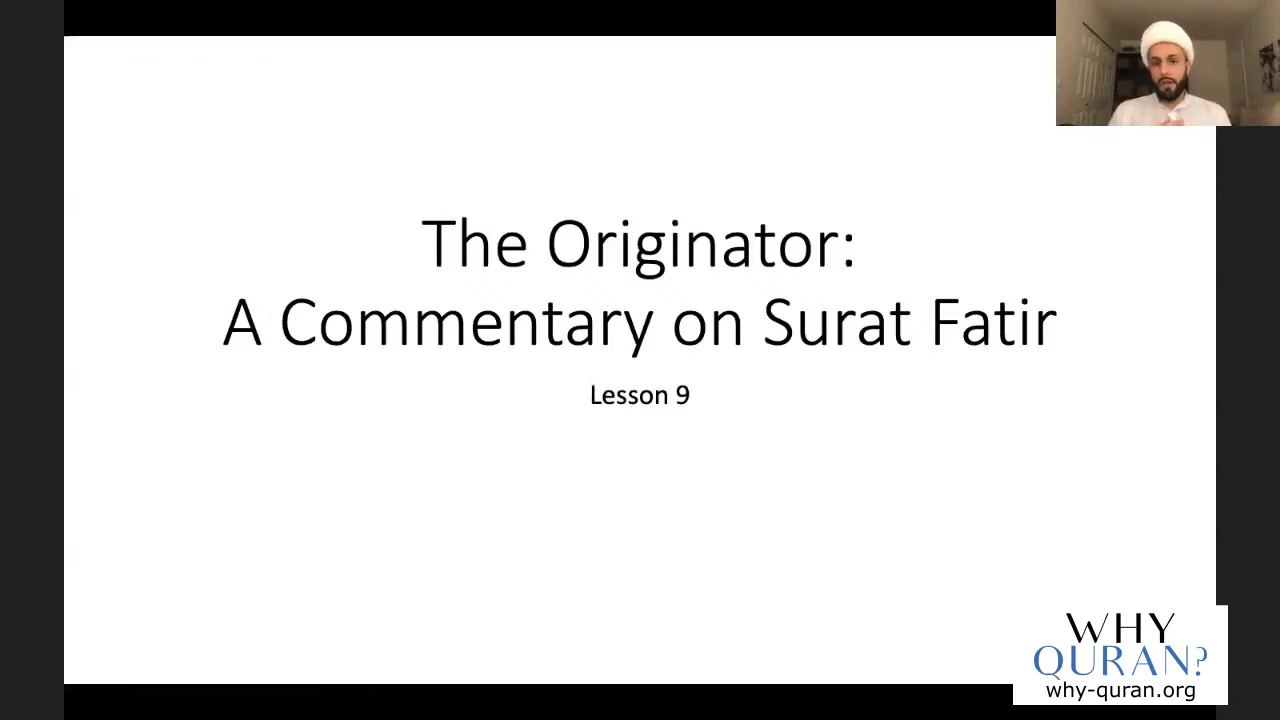 The Originator:
A Commentary on Surat Fatir
Lesson 9
WHY
QURAN?
why-quran.org